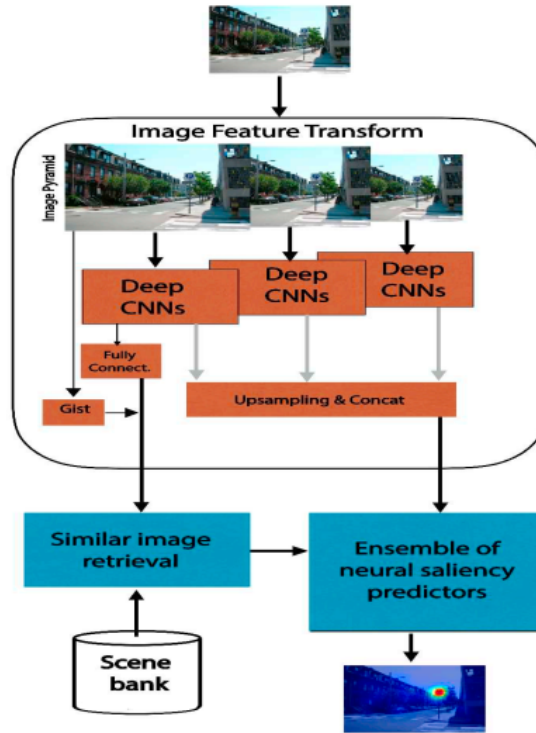 Image Feature Transform
Image Pyramid
Deep
CNNs
Deep
CNNs
Deep
CNNs
Fully
Connect.
Gist
Upsampling & Concat
Similar image
retrieval
Ensemble of
neural saliency
predictors
Scene
bank